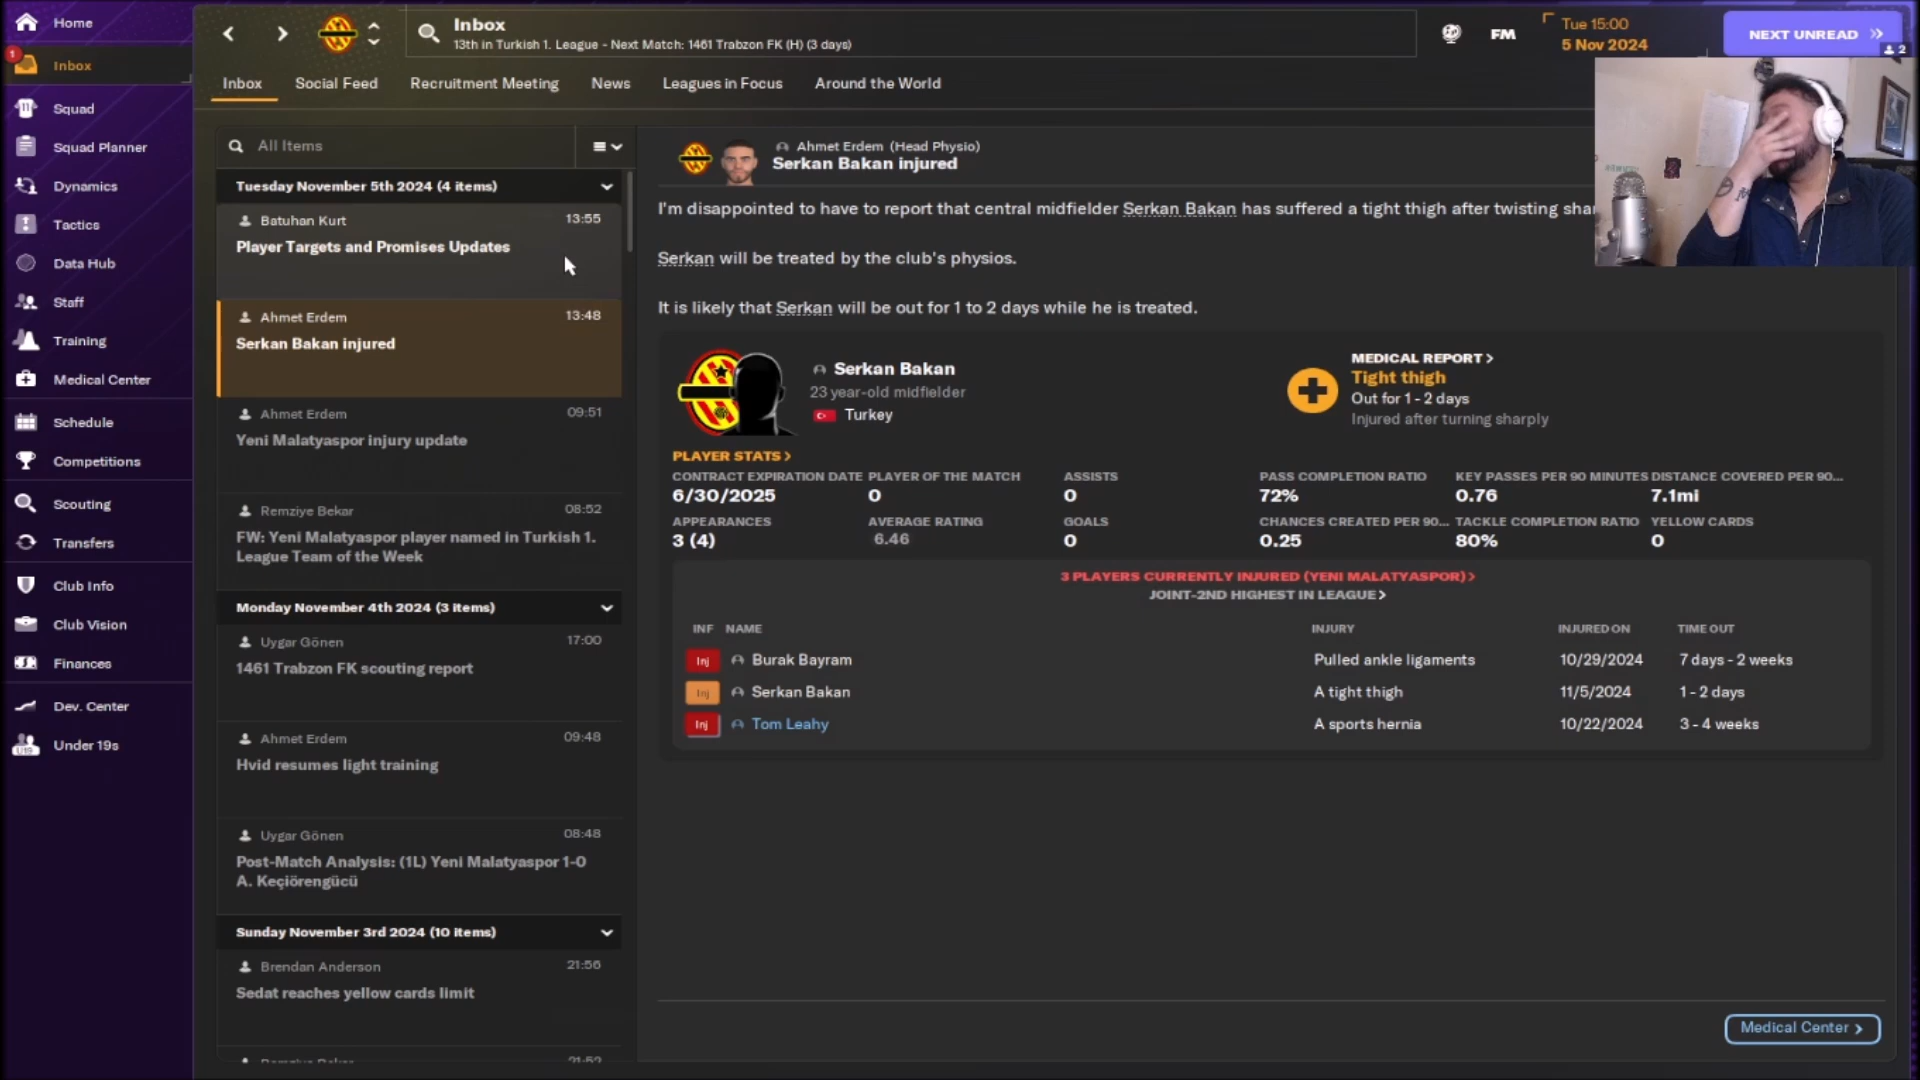 Home
Inbox
1
Squad
Squad Planner
Dynamics
Tactics
Data Hub
Staff
Training
Medical Center
Schedule
Competitions
Scouting
Transfers
Club Info
Club Vision
Finances
Dev. Center
Under 19s
Inbox
13th in Turkish 1. League - Next Match: 1461 Trabzon FK (H) (3 days)
FM
Tue 15:00
5 Nov 2024
NEXT UNREAD
2
Inbox
Social Feed
Recruitment Meeting
News
Leagues in Focus
Around the World
All Items
Tuesday November 5th 2024 (4 items)
Batuhan Kurt 13:55
Player Targets and Promises Updates
Ahmet Erdem 13:48
Serkan Bakan injured
Ahmet Erdem 09:51
Yeni Malatyaspor injury update
Remziye Bekar 08:52
FW: Yeni Malatyaspor player named in Turkish 1.
League Team of the Week
Monday November 4th 2024 (3 items)
Uygar Gönen 17:00
1461 Trabzon FK scouting report
Ahmet Erdem 09:48
Hvid resumes light training
Uygar Gönen 08:48
Post-Match Analysis: (1L) Yeni Malatyaspor 1-0
A. Keçiörengücü
Sunday November 3rd 2024 (10 items)
Brendan Anderson 21:56
Sedat reaches yellow cards limit
21:52
Ahmet Erdem (Head Physio)
Serkan Bakan injured
I'm disappointed to have to report that central midfielder Serkan Bakan has suffered a tight thigh after twisting
Serkan will be treated by the club's physios.
It is likely that Serkan will be out for 1 to 2 days while he is treated.
Serkan Bakan
23 year-old midfielder
Turkey
MEDICAL REPORT >
Tight thigh
Out for 1 - 2 days
Injured after turning sharply
PLAYER STATS >
CONTRACT EXPIRATION DATE PLAYER OF THE MATCH ASSISTS PASS COMPLETION RATIO KEY PASSES PER 90 MINUTES DISTANCE COVERED PER 90...
6/30/2025 0 0 72% 0.76 7.1mi
APPEARANCES AVERAGE RATING GOALS CHANCES CREATED PER 90... TACKLE COMPLETION RATIO YELLOW CARDS
3 (4) 6.46 0 0.25 80% 0
3 PLAYERS CURRENTLY INJURED (YENI MALATYASPOR) >
JOINT-2ND HIGHEST IN LEAGUE >
INF NAME INJURY INJURED ON TIME OUT
Inj Burak Bayram Pulled ankle ligaments 10/29/2024 7 days - 2 weeks
Inj Serkan Bakan A tight thigh 11/5/2024 1 - 2 days
Inj Tom Leahy A sports hernia 10/22/2024 3 - 4 weeks
Medical Center >